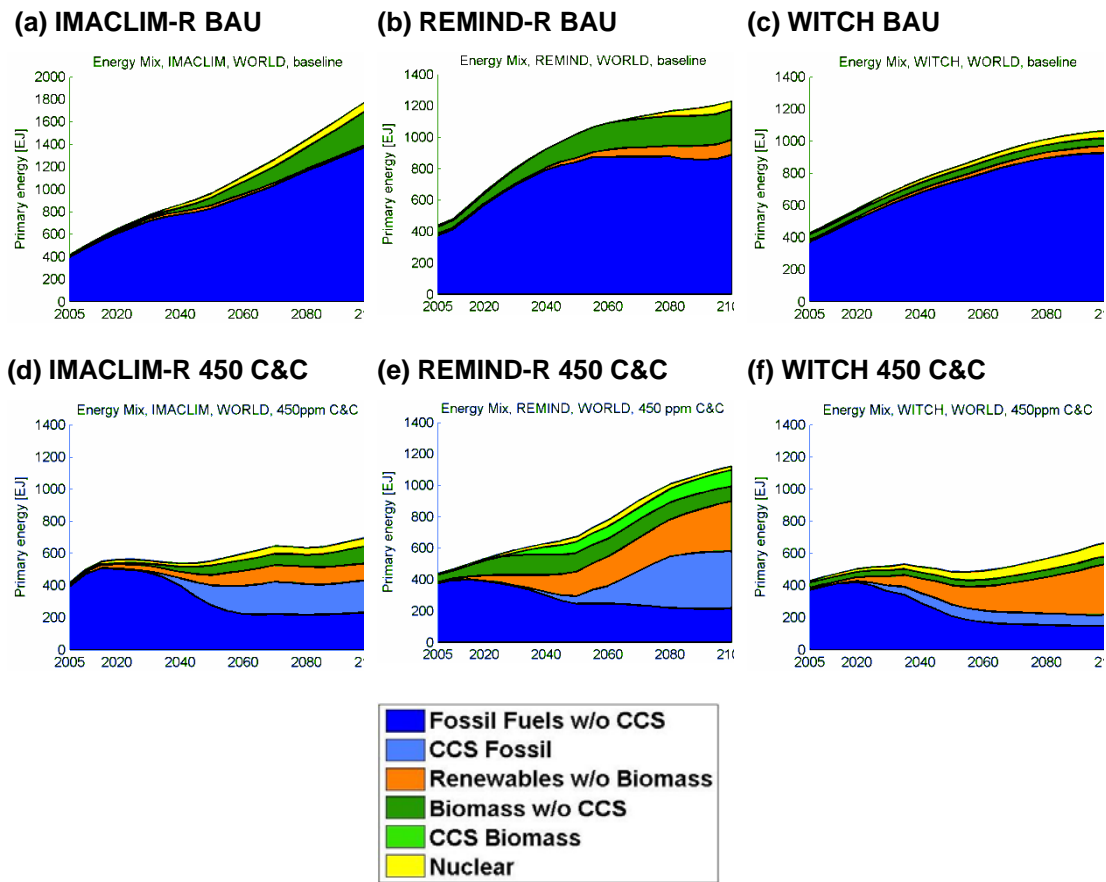 (a) IMACLIM-R BAU
(b) REMIND-R BAU
(c) WITCH BAU
Energy Mix, IMACLIM, WORLD, baseline
Primary energy [EJ]
2000
1800
1600
1400
1200
1000
800
600
400
200
0
2005 2020 2040 2060 2080 21
Energy Mix, REMIND, WORLD, baseline
Primary energy [EJ]
1400
1200
1000
800
600
400
200
0
2005 2020 2040 2060 2080 210
Energy Mix, WITCH, WORLD, baseline
Primary energy [EJ]
1400
1200
1000
800
600
400
200
0
2005 2020 2040 2060 2080 21
(d) IMACLIM-R 450 C&C
(e) REMIND-R 450 C&C
(f) WITCH 450 C&C
Energy Mix, IMACLIM, WORLD, 450ppm C&C
Primary energy [EJ]
1400
1200
1000
800
600
400
200
0
2005 2020 2040 2060 2080 21
Energy Mix, REMIND, WORLD, 450 ppm C&C
Primary energy [EJ]
1400
1200
1000
800
600
400
200
0
2005 2020 2040 2060 2080 210
Energy Mix, WITCH, WORLD, 450ppm C&C
Primary energy [EJ]
1400
1200
1000
800
600
400
200
0
2005 2020 2040 2060 2080 21
Fossil Fuels w/o CCS
CCS Fossil
Renewables w/o Biomass
Biomass w/o CCS
CCS Biomass
Nuclear